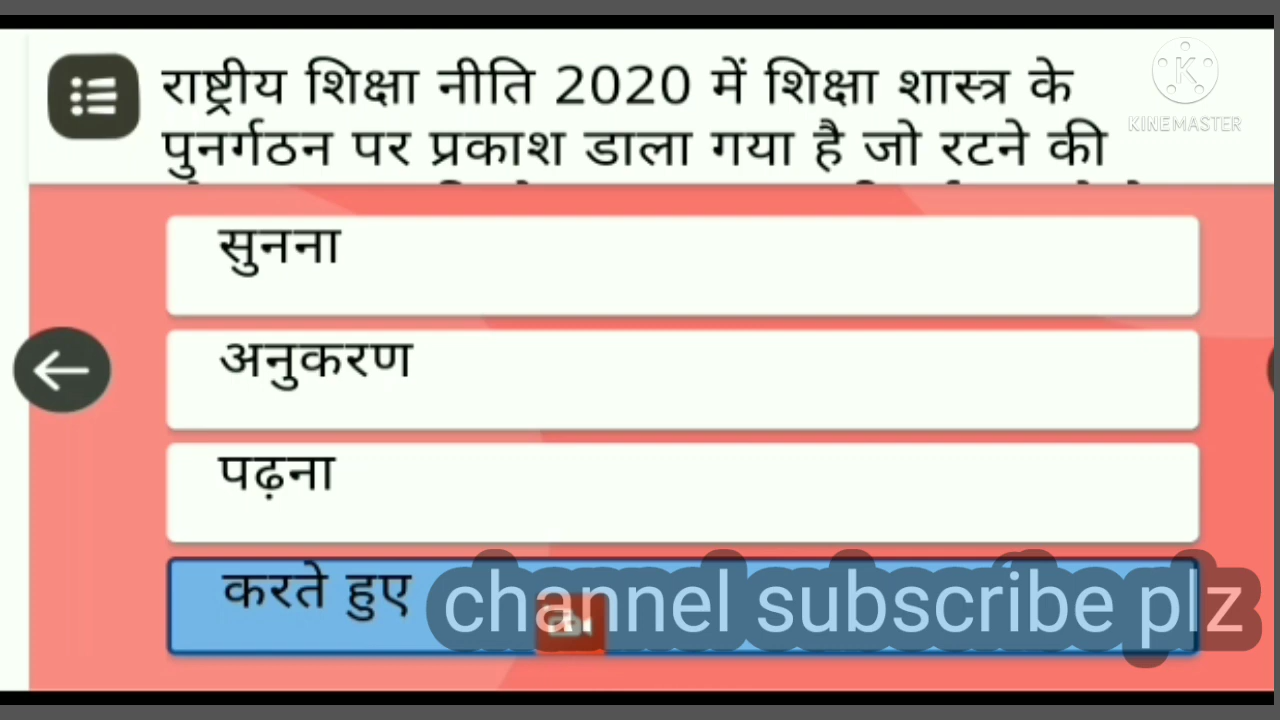 राष्ट्रीय शिक्षा नीति 2020 में शिक्षा शास्त्र के
KINEMASTER
पुनर्गठन पर प्रकाश डाला गया है जो रटने की
सुनना
अनुकरण
पढ़ना
करते हुए
channel subscribe plz